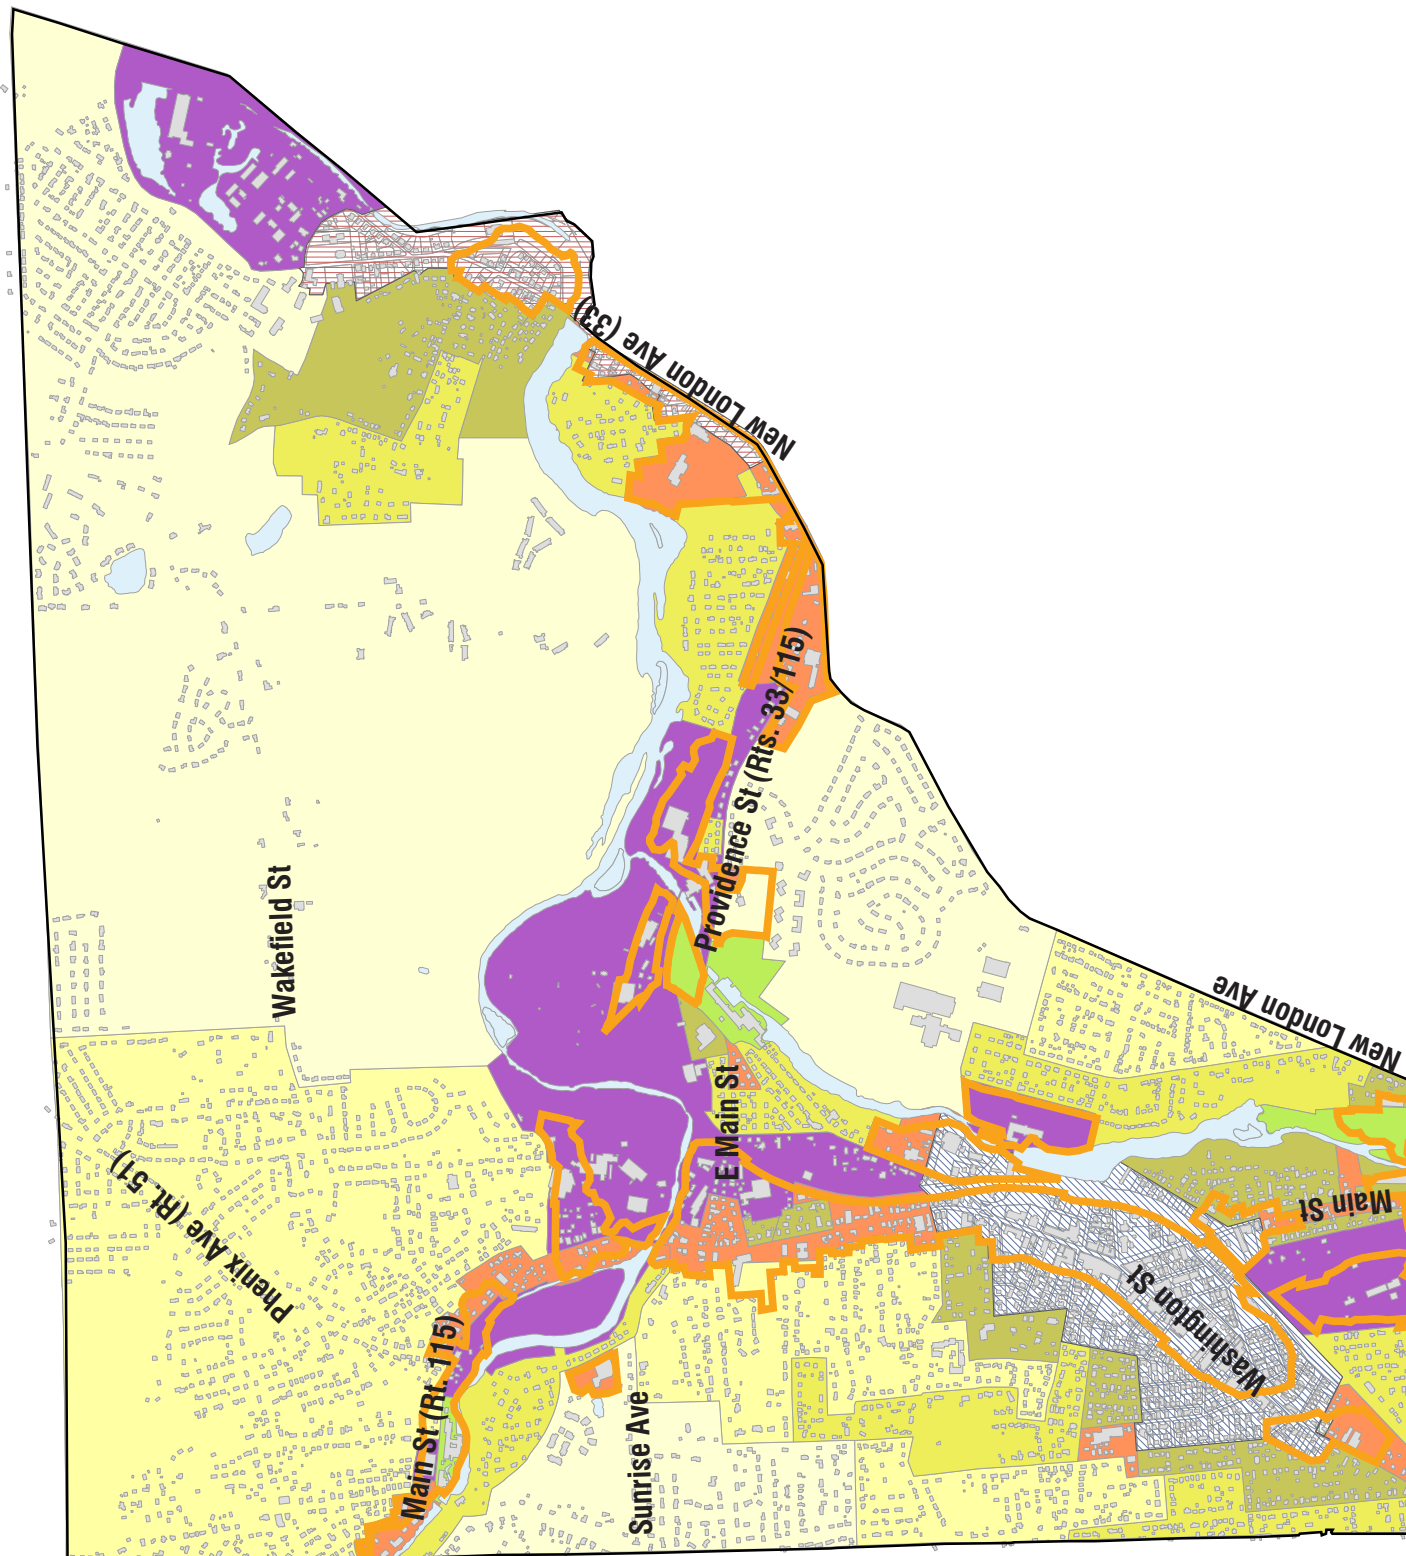 New London Ave (33)
Providence St (Rts. 33/115)
Wakefield St
New London Ave
E Main St
Phenix Ave (Rt. 51)
Main St
Washington St
Main St (Rt. 115)
Sunrise Ave